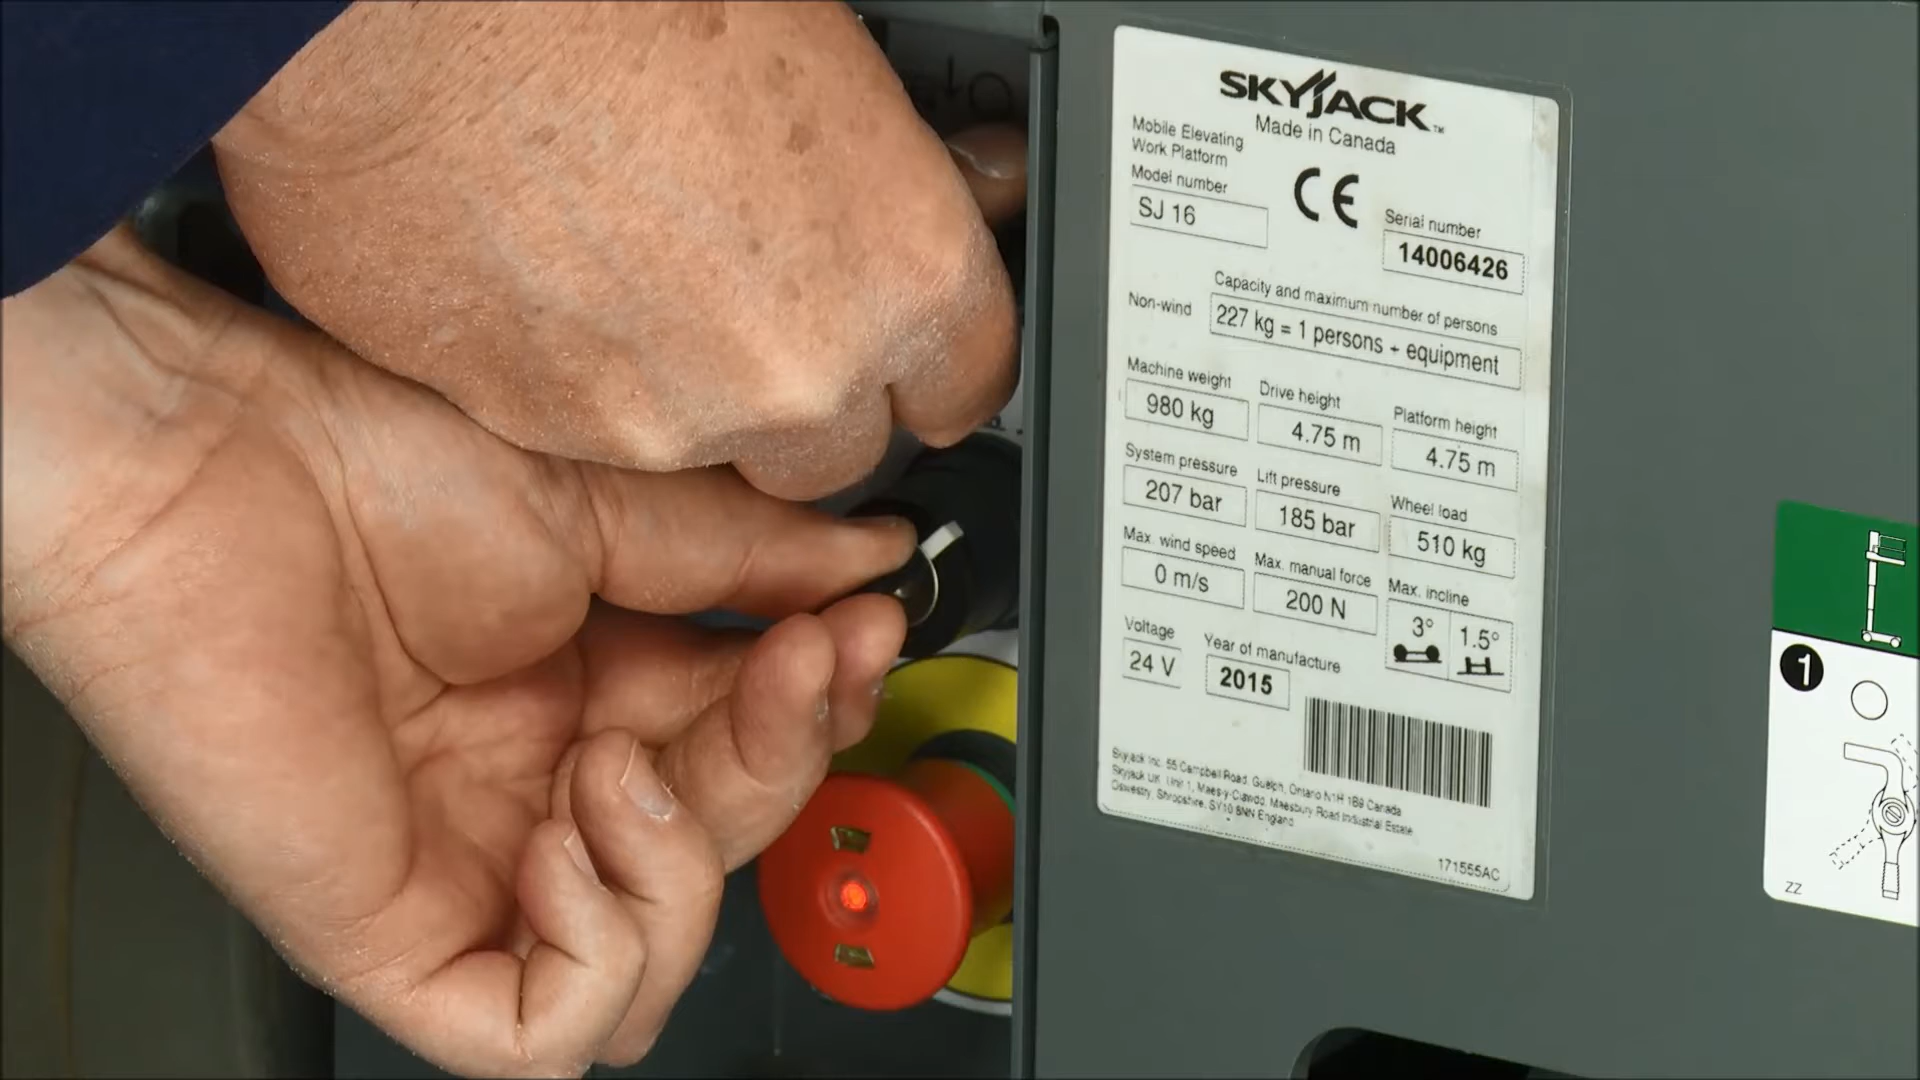 SKYJACK™
Made in Canada
Mobile Elevating
Work Platform
Model number
SJ 16
CE
Serial number
14006426
Capacity and maximum number of persons
Non-wind
227 kg = 1 persons + equipment
Machine weight
980 kg
Drive height
4.75 m
Platform height
4.75 m
System pressure
207 bar
Lift pressure
185 bar
Wheel load
510 kg
Max. wind speed
0 m/s
Max. manual force
200 N
Max. incline
3°
1.5°
Voltage
24 V
Year of manufacture
2015
Skyjack Inc. 55 Campbell Road. Guelph, Ontario N1H 1B9 Canada
Skyjack UK. Unit 1, Maes-y-Clawdd, Maesbury Road Industrial Estate
Oswestry, Shropshire, SY10 8NN England
171555AC
1
ZZ